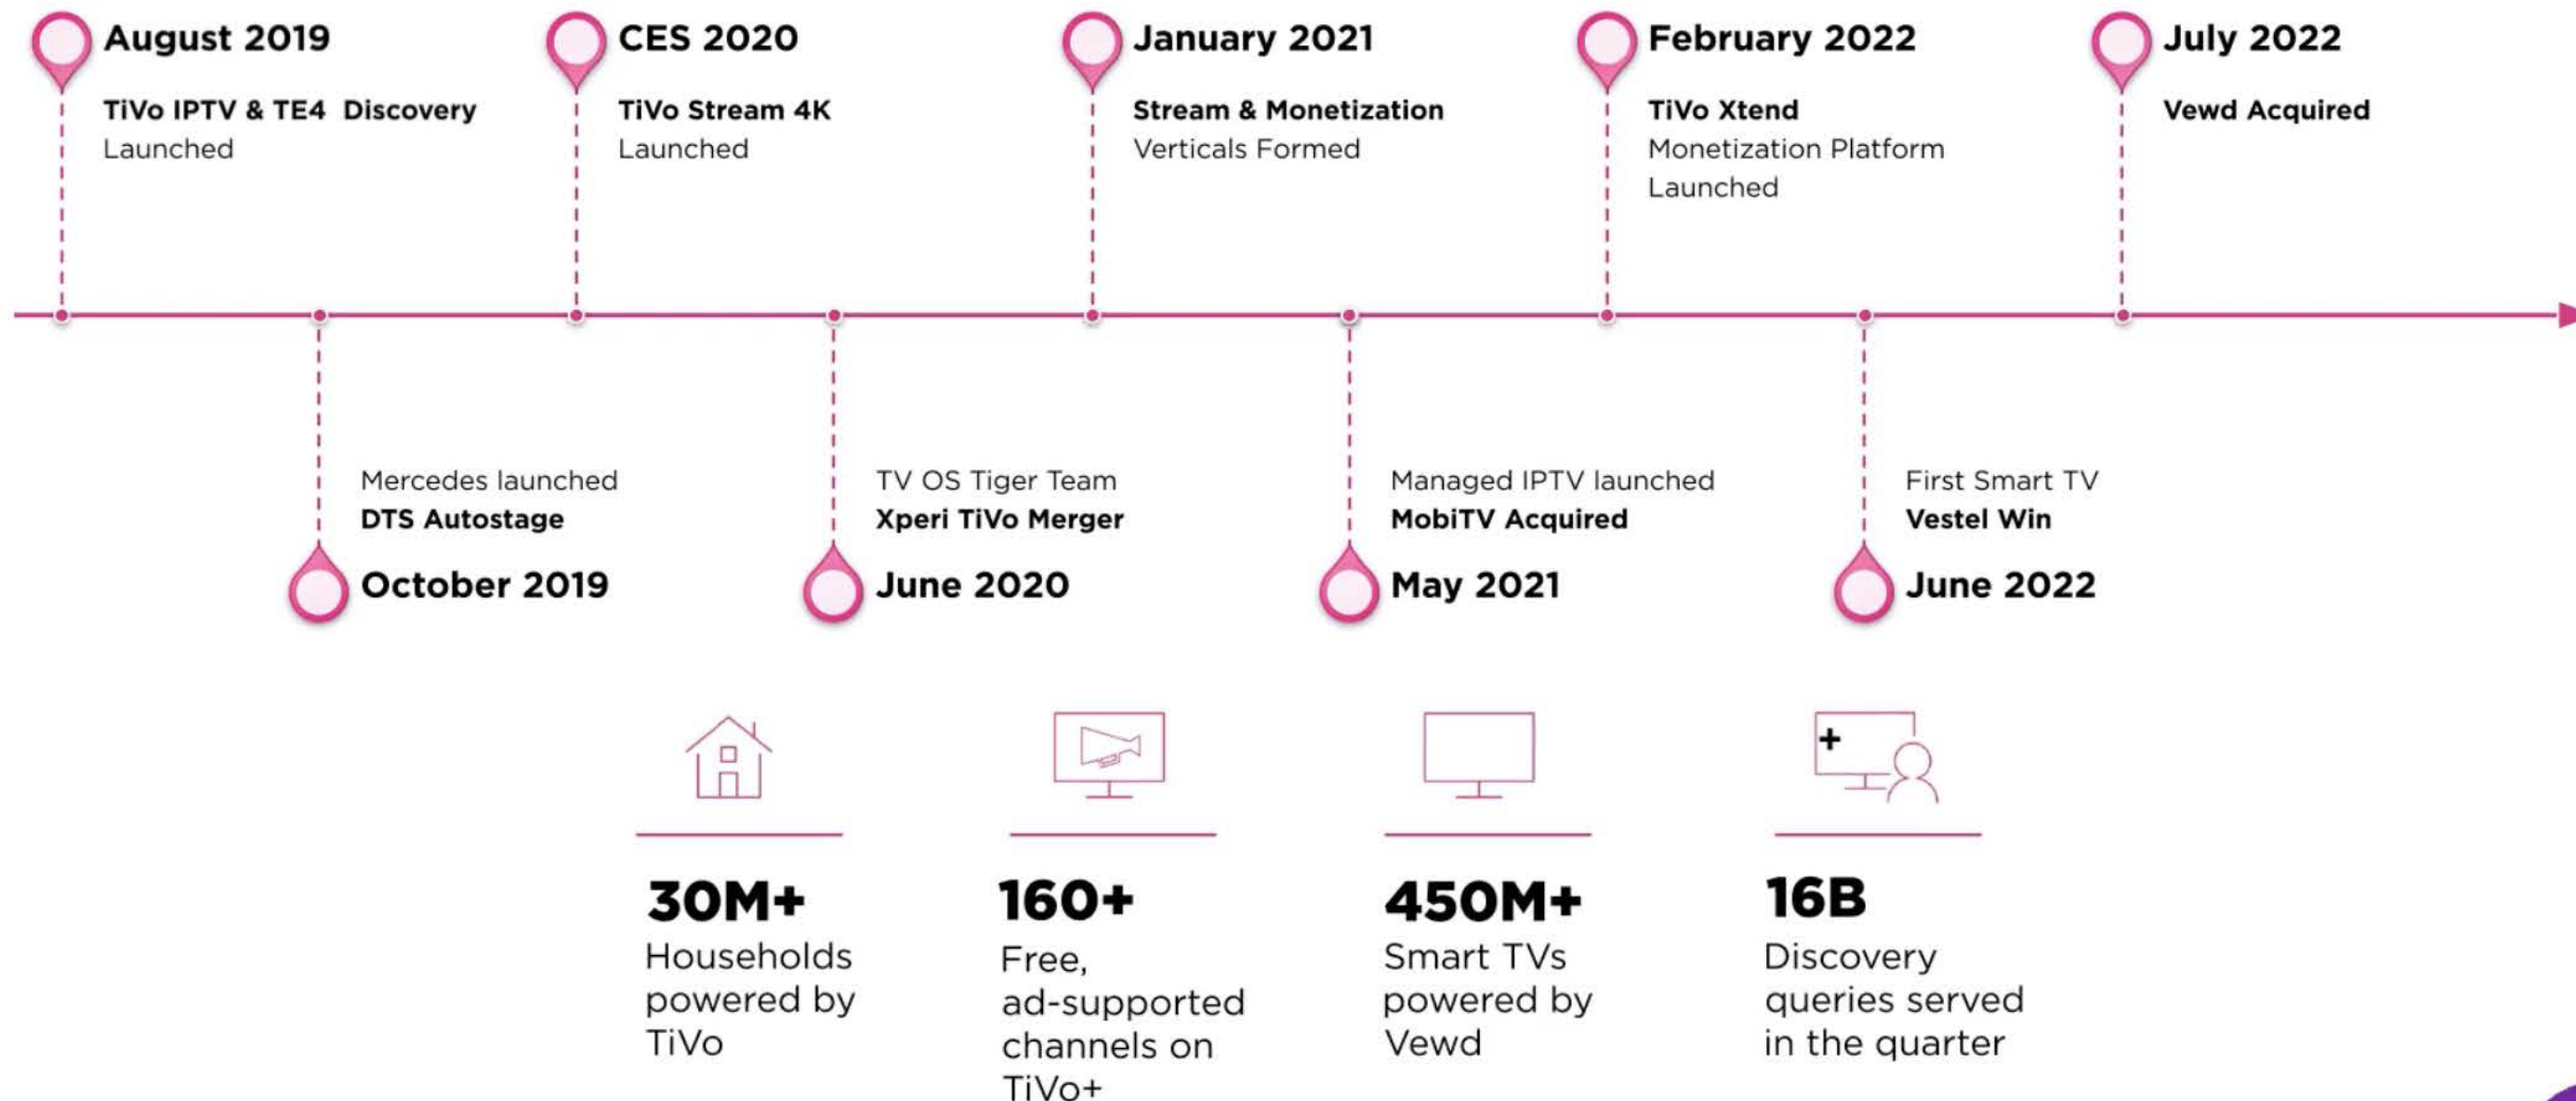 August 2019
TiVo IPTV & TE4 Discovery
Launched
CES 2020
TiVo Stream 4K
Launched
January 2021
Stream & Monetization
Verticals Formed
February 2022
TiVo Xtend
Monetization Platform
Launched
July 2022
Vewd Acquired
Mercedes launched
DTS Autostage
October 2019
TV OS Tiger Team
Xperi TiVo Merger
June 2020
Managed IPTV launched
MobiTV Acquired
May 2021
First Smart TV
Vestel Win
June 2022
30M+
Households
powered by
TiVo
160+
Free,
ad-supported
channels on
TiVo+
450M+
Smart TVs
powered by
Vewd
+
16B
Discovery
queries served
in the quarter